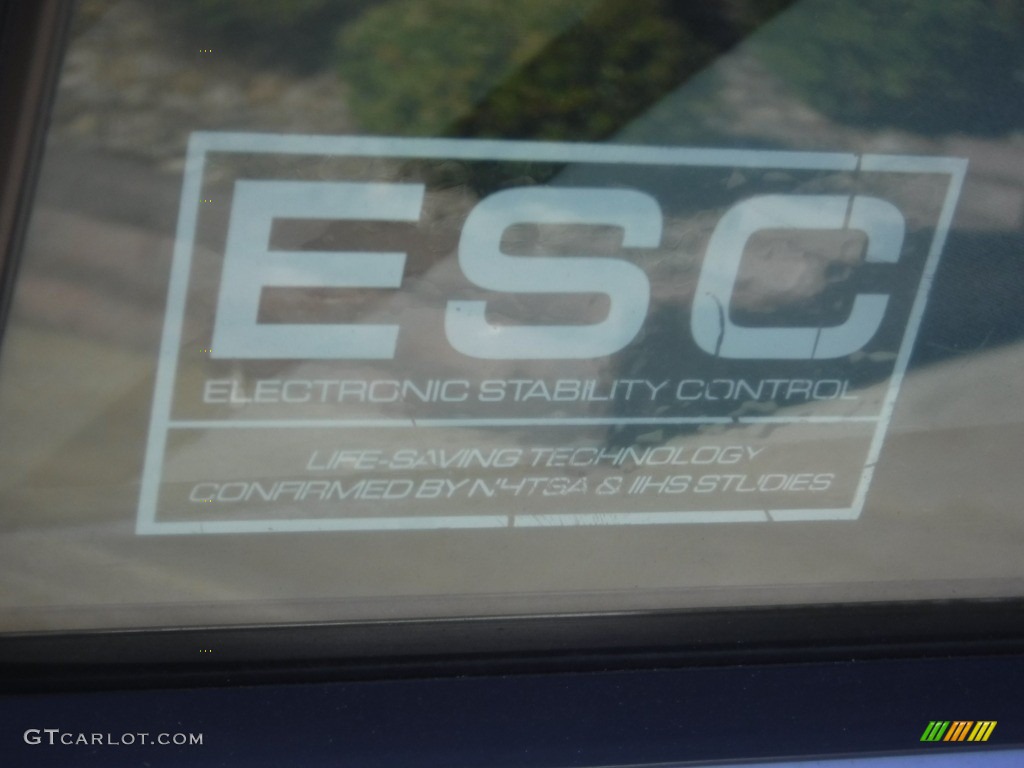 ESC
ELECTRONIC STABILITY CONTROL
LIFE-SAVING TECHNOLOGY
CONFIRMED BY NHTSA & IIHS STUDIES
GTCARLOT.COM